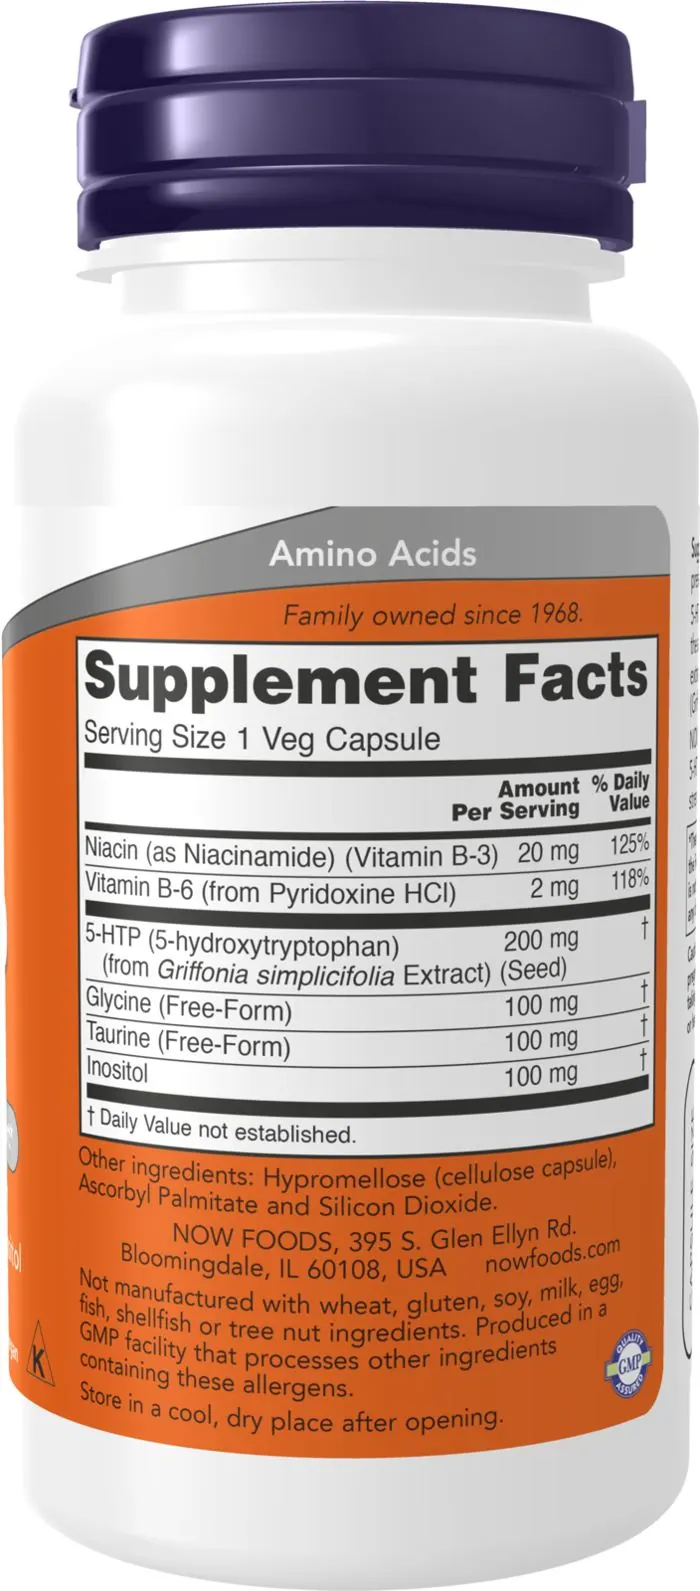 Amino Acids
Family owned since 1968.
Supplement Facts
Serving Size 1 Veg Capsule
Amount Per Serving
% Daily Value
Niacin (as Niacinamide) (Vitamin B-3) 20 mg 125%
Vitamin B-6 (from Pyridoxine HCl) 2 mg 118%
5-HTP (5-hydroxytryptophan) 200 mg †
(from Griffonia simplicifolia Extract) (Seed)
Glycine (Free-Form) 100 mg †
Taurine (Free-Form) 100 mg †
Inositol 100 mg †
† Daily Value not established.
Other ingredients: Hypromellose (cellulose capsule),
Ascorbyl Palmitate and Silicon Dioxide.
NOW FOODS, 395 S. Glen Ellyn Rd.
Bloomingdale, IL 60108, USA nowfoods.com
Not manufactured with wheat, gluten, soy, milk, egg,
fish, shellfish or tree nut ingredients. Produced in a
GMP facility that processes other ingredients
containing these allergens.
Store in a cool, dry place after opening.
K
QUALITY
GMP
ASSURED